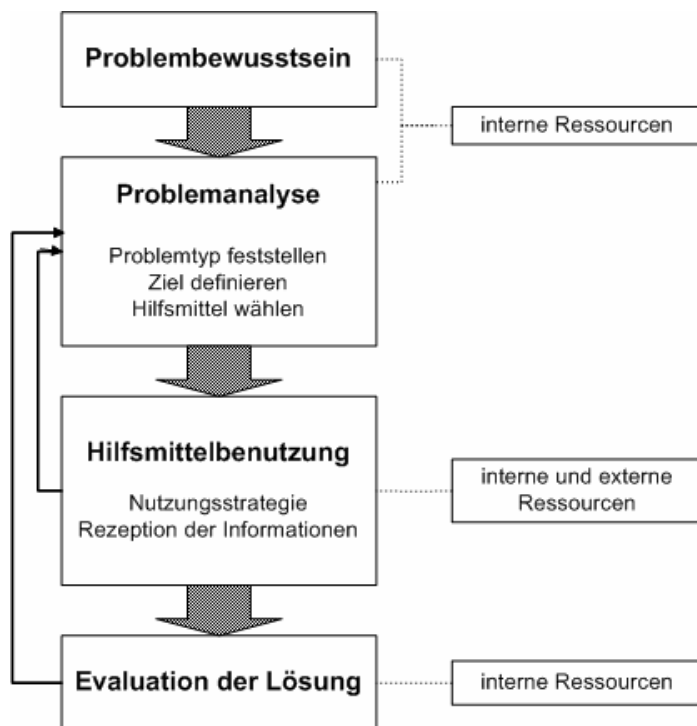 Problembewusstsein
interne Ressourcen
Problemanalyse
Problemtyp feststellen
Ziel definieren
Hilfsmittel wählen
Hilfsmittelbenutzung
Nutzungsstrategie
Rezeption der Informationen
interne und externe
Ressourcen
Evaluation der Lösung
interne Ressourcen